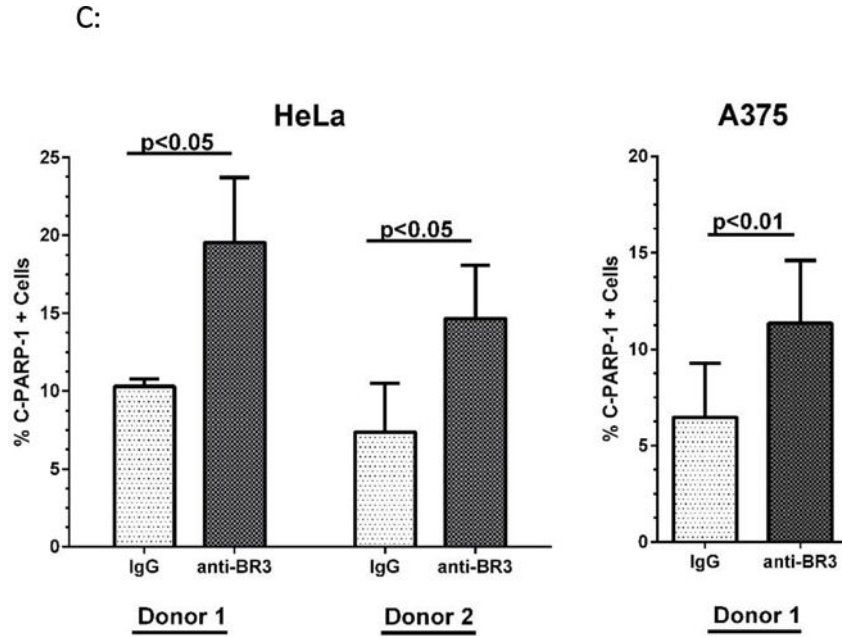 C:
HeLa
A375
p<0.05
p<0.05
p<0.01
% C-PARP-1 + Cells
25
20
15
10
5
0
IgG anti-BR3 IgG anti-BR3
Donor 1 Donor 2
% C-PARP-1 + Cells
20
15
10
5
0
IgG anti-BR3
Donor 1